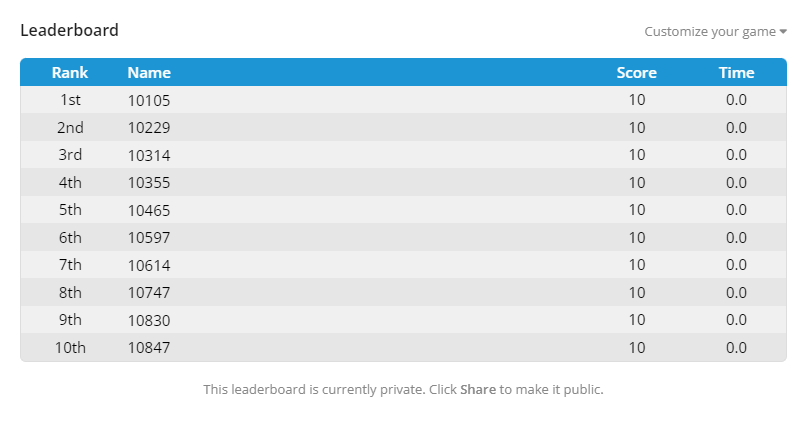 Leaderboard Customize your game
Rank Name Score Time
1st 10105 10 0.0
2nd 10229 10 0.0
3rd 10314 10 0.0
4th 10355 10 0.0
5th 10465 10 0.0
6th 10597 10 0.0
7th 10614 10 0.0
8th 10747 10 0.0
9th 10830 10 0.0
10th 10847 10 0.0
This leaderboard is currently private. Click Share to make it public.